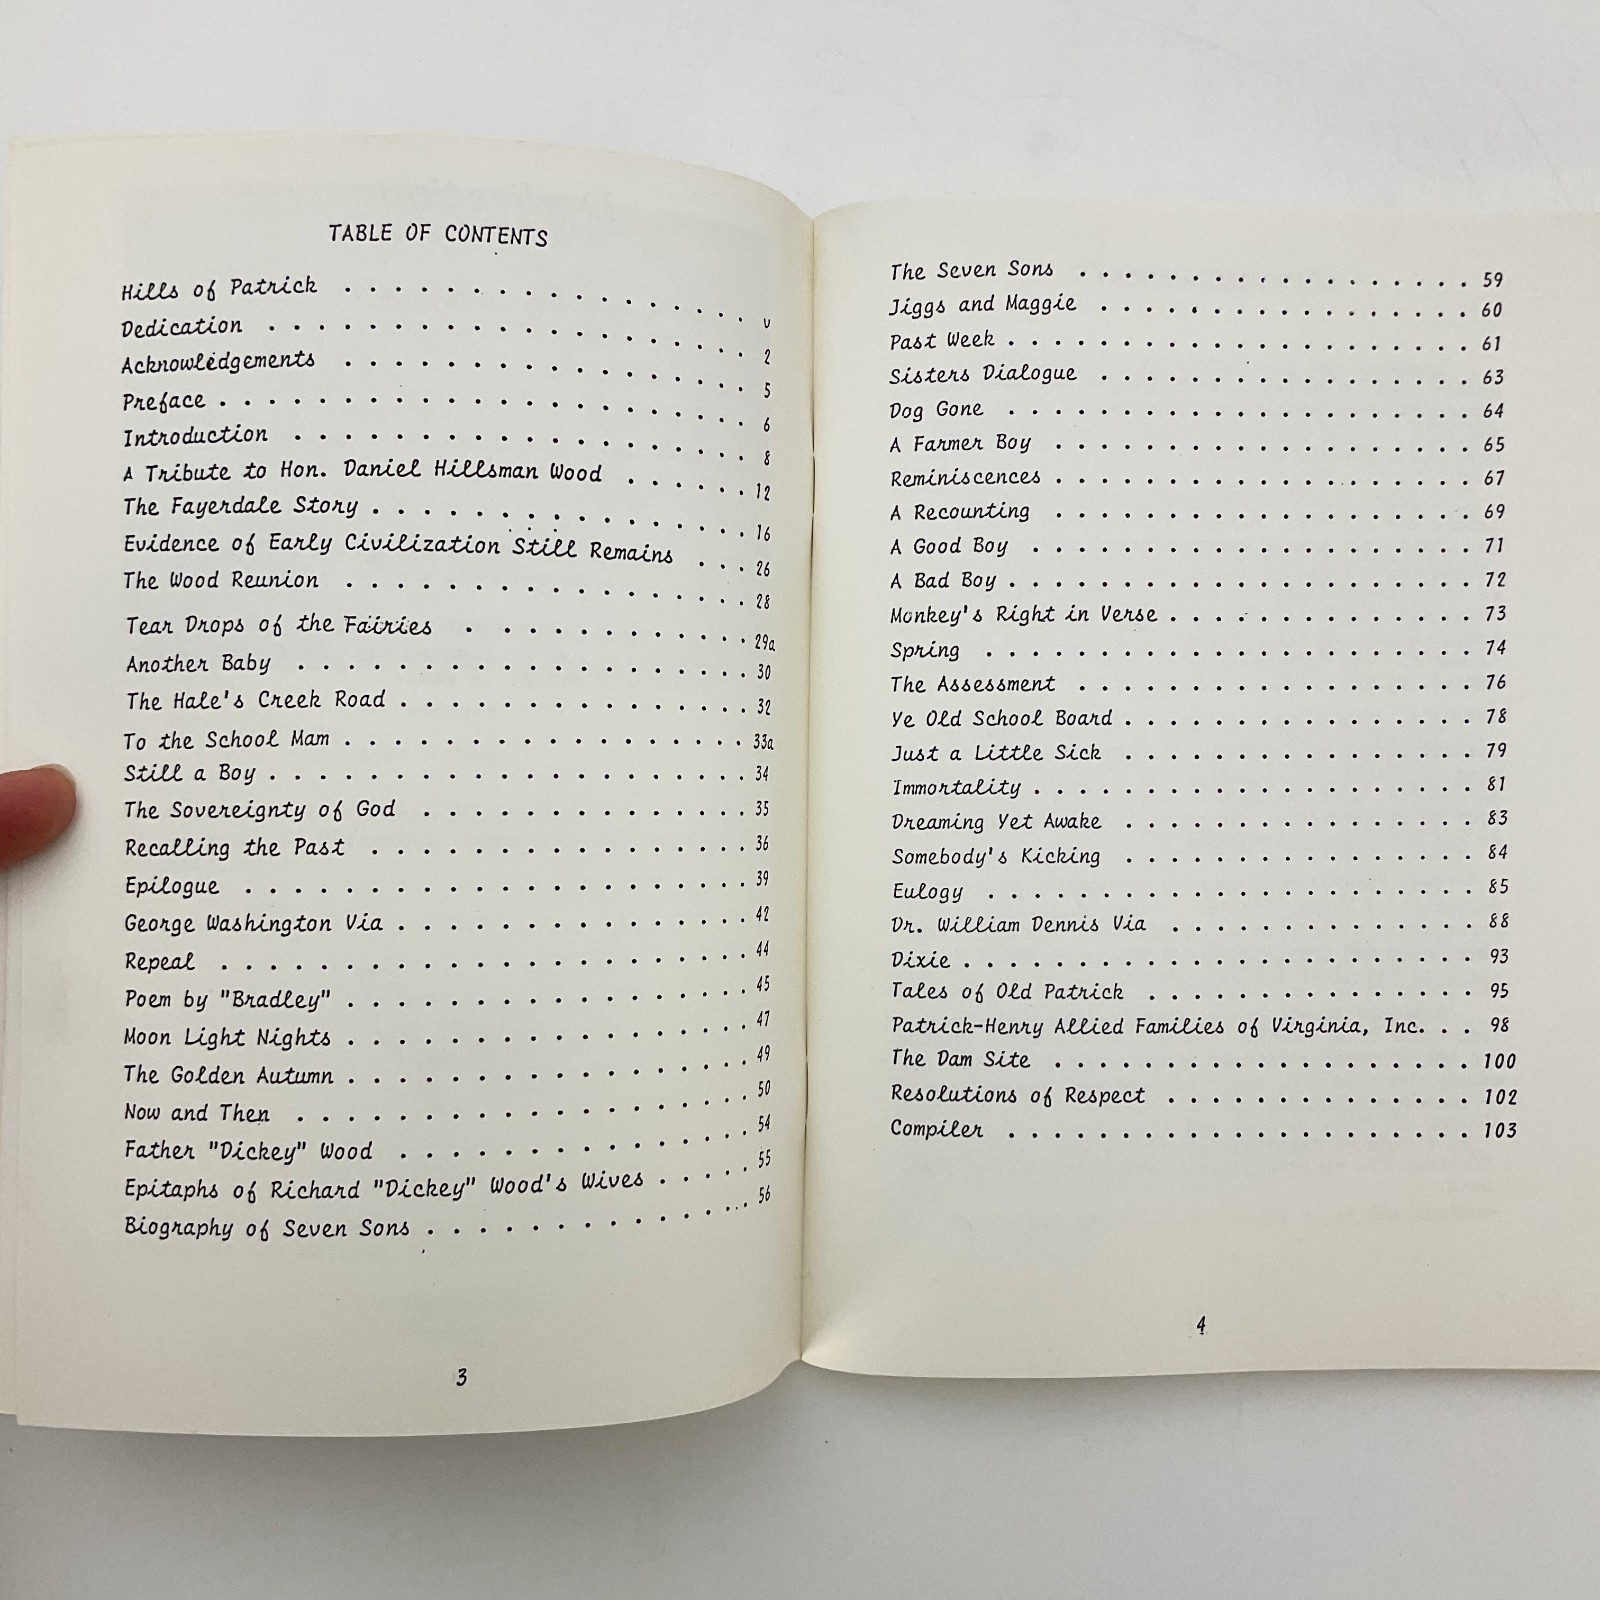 TABLE OF CONTENTS
Hills of Patrick . . . . . . . . . . . . . . . . v
Dedication . . . . . . . . . . . . . . . . . . . 2
Acknowledgements . . . . . . . . . . . . . . . . 5
Preface . . . . . . . . . . . . . . . . . . . . . 6
Introduction . . . . . . . . . . . . . . . . . . 8
A Tribute to Hon. Daniel Hillsman Wood . . . . . . 12
The Fayerdale Story . . . . . . . . . . . . . . . 16
Evidence of Early Civilization Still Remains . . . 26
The Wood Reunion . . . . . . . . . . . . . . . . 28
Tear Drops of the Fairies . . . . . . . . . . . . 29a
Another Baby . . . . . . . . . . . . . . . . . . 30
The Hale's Creek Road . . . . . . . . . . . . . . 32
To the School Mam . . . . . . . . . . . . . . . . 33a
Still a Boy . . . . . . . . . . . . . . . . . . . 34
The Sovereignty of God . . . . . . . . . . . . . 35
Recalling the Past . . . . . . . . . . . . . . . 36
Epilogue . . . . . . . . . . . . . . . . . . . . 39
George Washington Via . . . . . . . . . . . . . . 42
Repeal . . . . . . . . . . . . . . . . . . . . . 44
Poem by "Bradley" . . . . . . . . . . . . . . . . 45
Moon Light Nights . . . . . . . . . . . . . . . . 47
The Golden Autumn . . . . . . . . . . . . . . . . 49
Now and Then . . . . . . . . . . . . . . . . . . 50
Father "Dickey" Wood . . . . . . . . . . . . . . 54
Epitaphs of Richard "Dickey" Wood's Wives . . . . 55
Biography of Seven Sons . . . . . . . . . . . . . 56
3
The Seven Sons . . . . . . . . . . . . . . . . . 59
Jiggs and Maggie . . . . . . . . . . . . . . . . 60
Past Week . . . . . . . . . . . . . . . . . . . . 61
Sisters Dialogue . . . . . . . . . . . . . . . . 63
Dog Gone . . . . . . . . . . . . . . . . . . . . 64
A Farmer Boy . . . . . . . . . . . . . . . . . . 65
Reminiscences . . . . . . . . . . . . . . . . . . 67
A Recounting . . . . . . . . . . . . . . . . . . 69
A Good Boy . . . . . . . . . . . . . . . . . . . 71
A Bad Boy . . . . . . . . . . . . . . . . . . . . 72
Monkey's Right in Verse . . . . . . . . . . . . . 73
Spring . . . . . . . . . . . . . . . . . . . . . 74
The Assessment . . . . . . . . . . . . . . . . . 76
Ye Old School Board . . . . . . . . . . . . . . . 78
Just a Little Sick . . . . . . . . . . . . . . . 79
Immortality . . . . . . . . . . . . . . . . . . . 81
Dreaming Yet Awake . . . . . . . . . . . . . . . 83
Somebody's Kicking . . . . . . . . . . . . . . . 84
Eulogy . . . . . . . . . . . . . . . . . . . . . 85
Dr. William Dennis Via . . . . . . . . . . . . . 88
Dixie . . . . . . . . . . . . . . . . . . . . . . 93
Tales of Old Patrick . . . . . . . . . . . . . . 95
Patrick-Henry Allied Families of Virginia, Inc. . . 98
The Dam Site . . . . . . . . . . . . . . . . . . 100
Resolutions of Respect . . . . . . . . . . . . . 102
Compiler . . . . . . . . . . . . . . . . . . . . 103
4